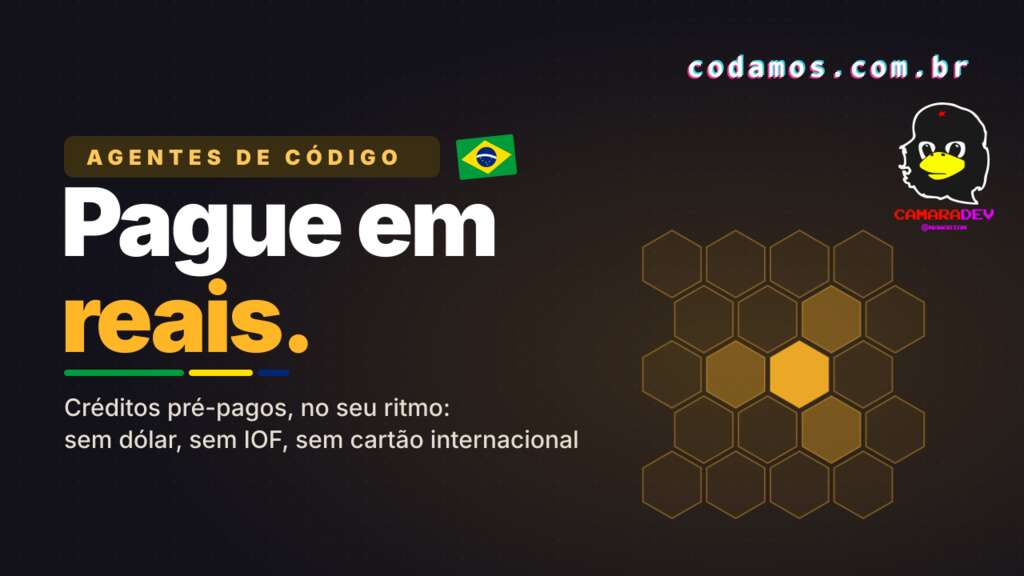 codamos.com.br
AGENTES DE CÓDIGO
Pague em
reais.
Créditos pré-pagos, no seu ritmo:
sem dólar, sem IOF, sem cartão internacional
CAMARADEV